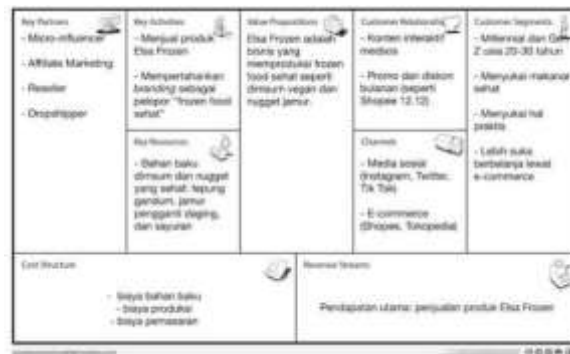 Key Partners
- Micro-influencer
- Affiliate Marketing
- Reseller
- Dropshipper
Key Activities
- Menjual produk
Elsa Frozen
- Mempertahankan
branding sebagai
pelopor "frozen food
sehat"
Key Resources
- Bahan baku
dimsum dan nugget
yang sehat: tepung
gandum, jamur
pengganti daging,
dan sayuran
Value Propositions
Elsa Frozen adalah
bisnis yang
memproduksi frozen
food sehat seperti
dimsum vegan dan
nugget jamur.
Customer Relationships
- Konten interaktif
medsos
- Promo dan diskon
bulanan (seperti
Shopee 12.12)
Channels
- Media sosial
(Instagram, Twitter,
Tik Tok)
- E-commerce
(Shopee, Tokopedia)
Customer Segments
- Millennial dan Gen
Z usia 20-30 tahun
- Menyukai makanan
sehat
- Menyukai hal
praktis
- Lebih suka
berbelanja lewat
e-commerce
Cost Structure
- biaya bahan baku
- biaya produksi
- biaya pemasaran
Revenue Streams
Pendapatan utama: penjualan produk Elsa Frozen